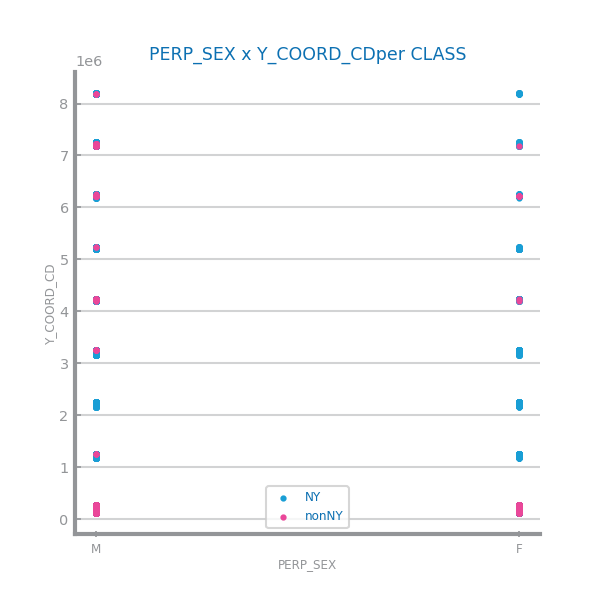 PERP_SEX x Y_COORD_CDper CLASS
1e6
8
7
6
5
4
3
2
1
0
Y_COORD_CD
NY
nonNY
M
F
PERP_SEX